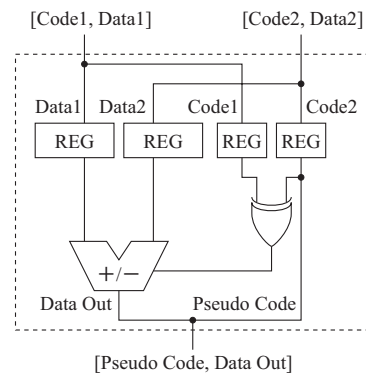 [Code1, Data1] [Code2, Data2]
Data1 Data2 Code1 Code2
REG REG REG REG
+/−
Data Out Pseudo Code
[Pseudo Code, Data Out]